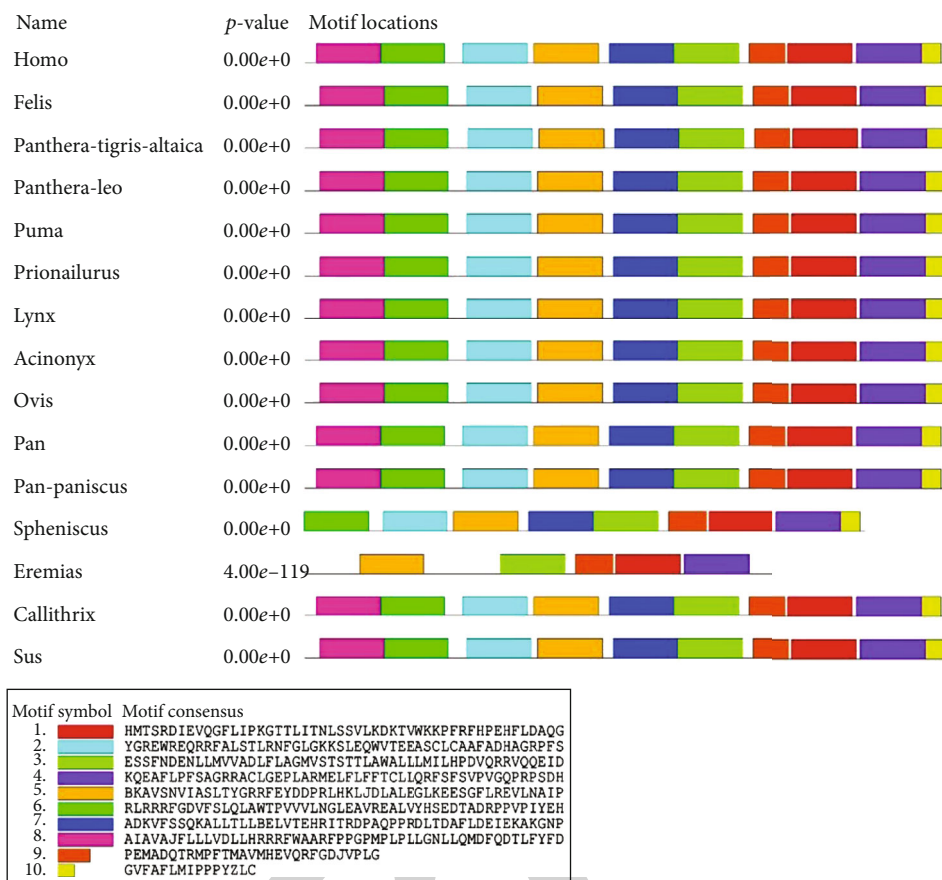 Name p-value Motif locations
Homo 0.00e+0
Felis 0.00e+0
Panthera-tigris-altaica 0.00e+0
Panthera-leo 0.00e+0
Puma 0.00e+0
Prionailurus 0.00e+0
Lynx 0.00e+0
Acinonyx 0.00e+0
Ovis 0.00e+0
Pan 0.00e+0
Pan-paniscus 0.00e+0
Spheniscus 0.00e+0
Eremias 4.00e−119
Callithrix 0.00e+0
Sus 0.00e+0
Motif symbol Motif consensus
1. HMTSRDIEVQGFLIPKGTTLITNLSSVLKDKTVWKKPFRFHPEHFLDAQG
2. YGREWREQRRFALSTLRNFGLGKKSLEQWVTEEASCLCAAFADHAGRPFS
3. ESSFNDENLLMVVADLFLAGMVSTSTTLAWALLLMILHPDVQRRVQQEID
4. KQEAFLPFSAGRRACLGEPLARMELFLFFTCLLQRFSFSVPVGQPRPSDH
5. BKAVSNVIASLTYGRRFEYDDPRLHKLJDLALEGLKEESGFLREVLNAIP
6. RLRRRFGDVFSLQLAWTPVVVLNGLEAVREALVYHSEDTADRPPVPIYEH
7. ADKVFSSQKALLTLLBELVTEHRITRDPAQPPRDLTDAFLDEIEKAKGNP
8. AIAVAJFLLLVDLLHRRRFWAARFPPGPMPLPLLGNLLQMDFQDTLFYFD
9. PEMADQTRMPFTMAVMHEVQRFGDJVPLG
10. GVFAFLMIPPPYZLC